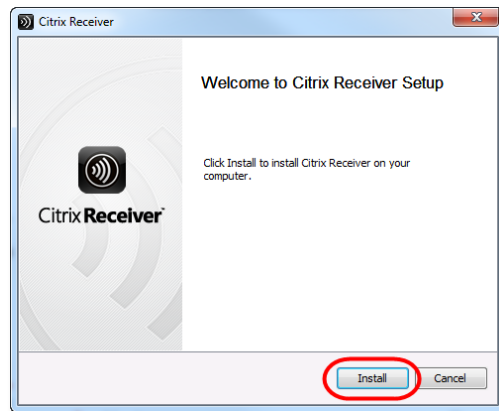 Citrix Receiver
Welcome to Citrix Receiver Setup
Click Install to install Citrix Receiver on your
computer.
Citrix Receiver™
Install Cancel